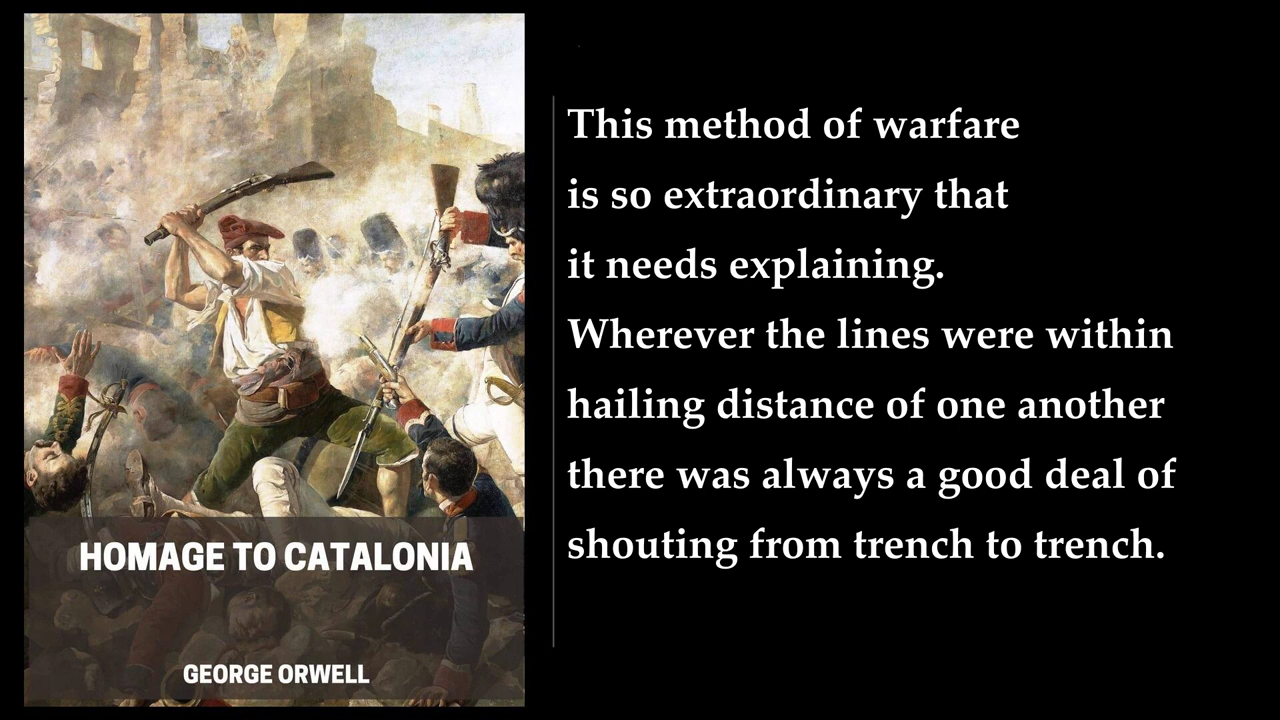 HOMAGE TO CATALONIA
GEORGE ORWELL
This method of warfare
is so extraordinary that
it needs explaining.
Wherever the lines were within
hailing distance of one another
there was always a good deal of
shouting from trench to trench.